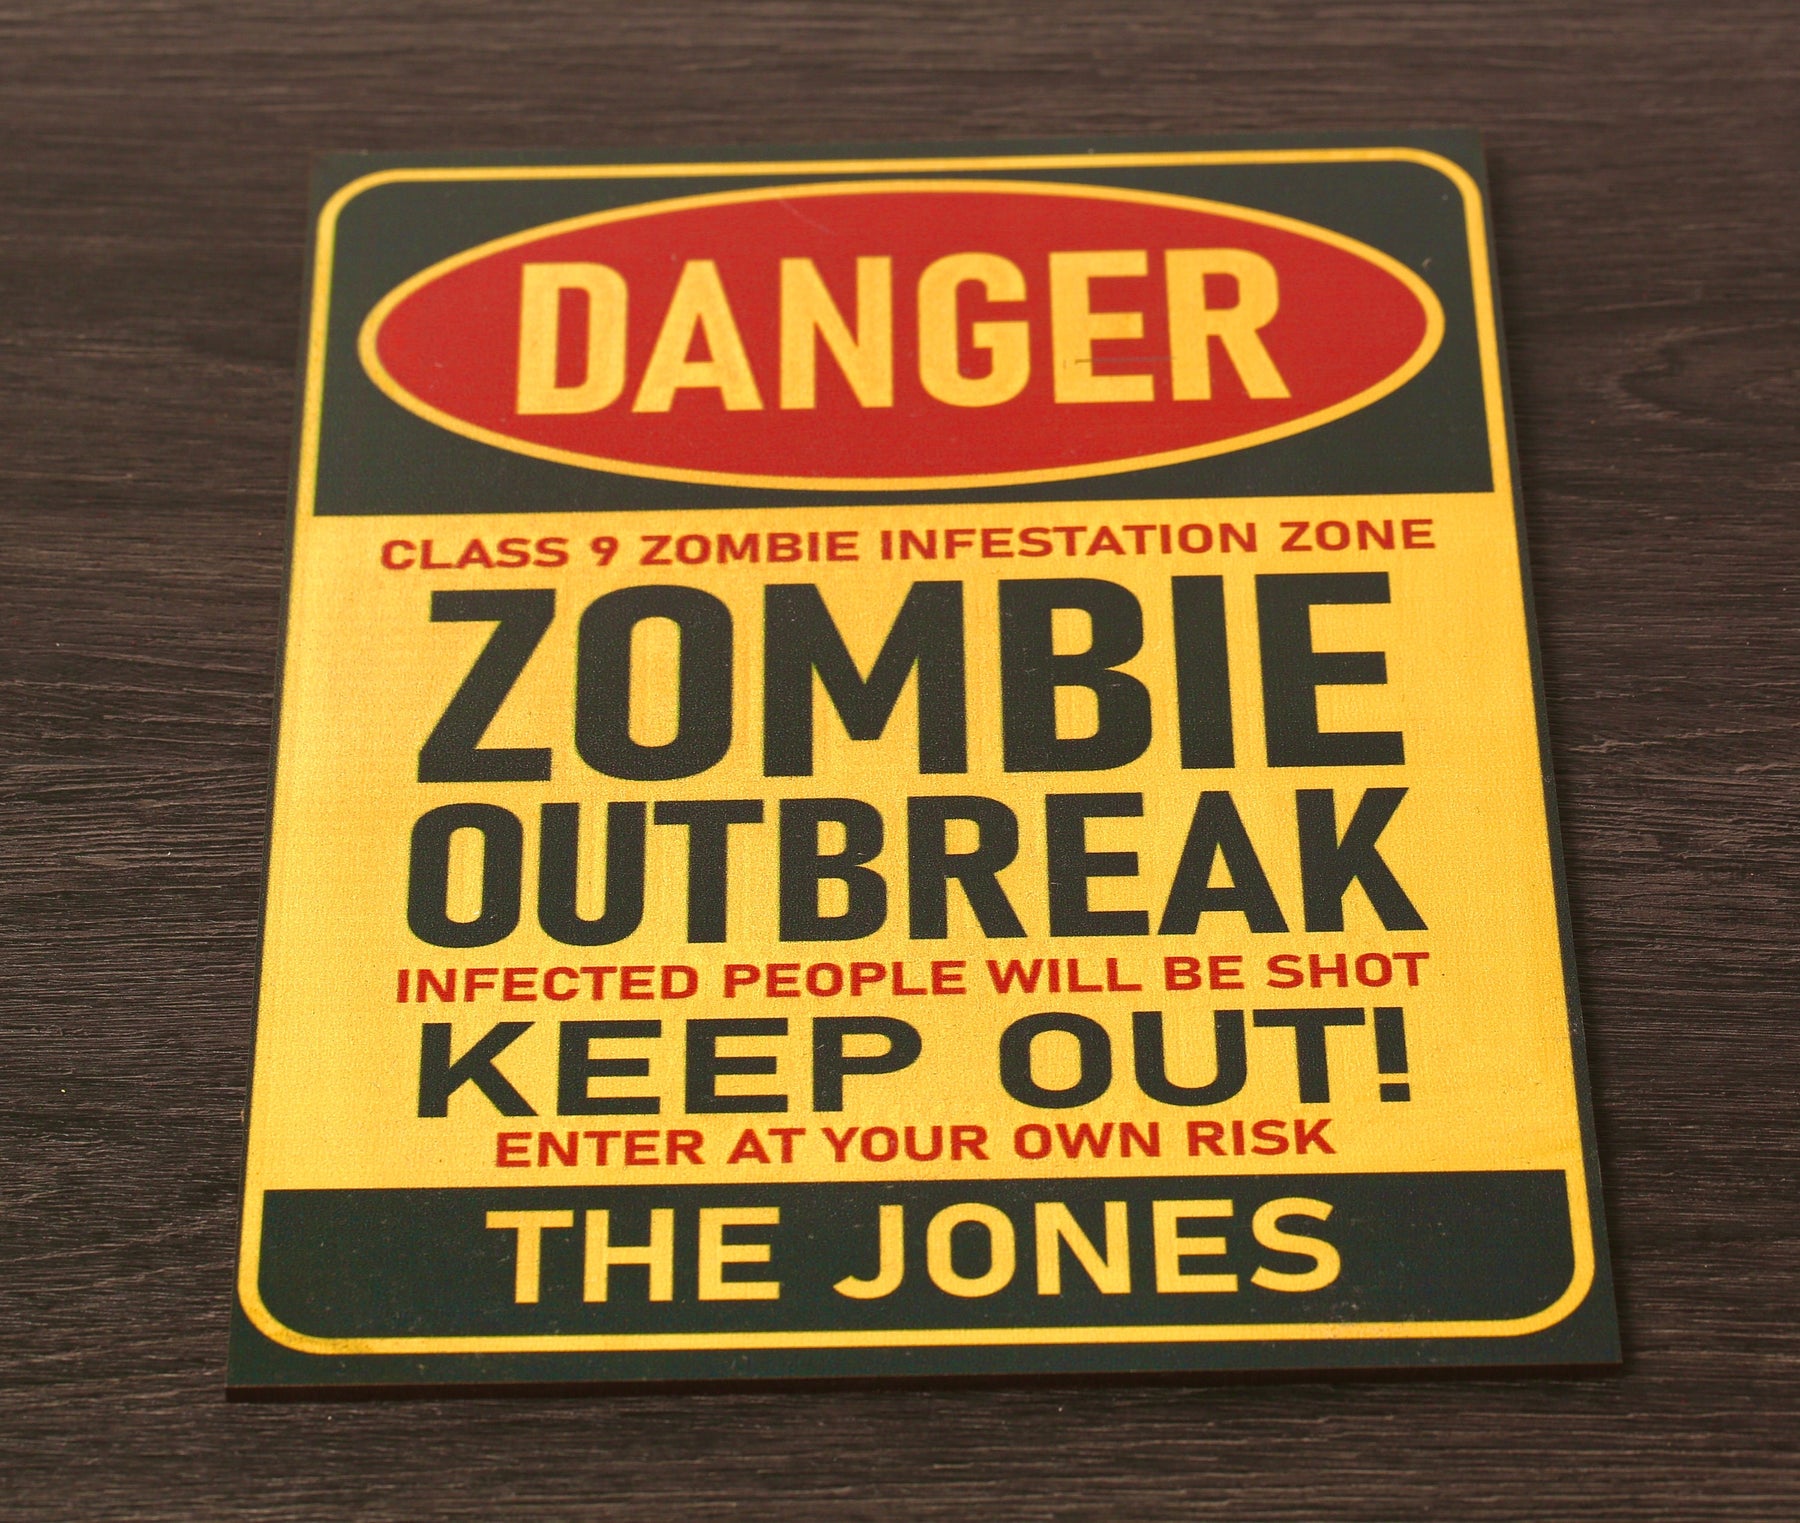 DANGER
CLASS 9 ZOMBIE INFESTATION ZONE
ZOMBIE
OUTBREAK
INFECTED PEOPLE WILL BE SHOT
KEEP OUT!
ENTER AT YOUR OWN RISK
THE JONES